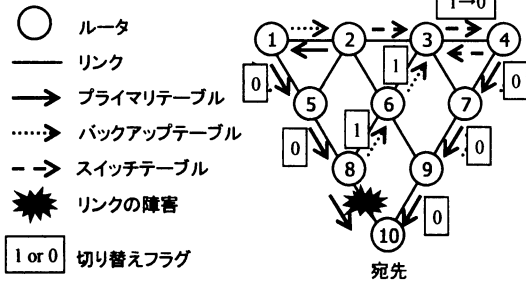 ルータ
リンク
プライマリテーブル
バックアップテーブル
スイッチテーブル
リンクの障害
1 or 0 切り替えフラグ
1→0
1 2 3 4
0 1 0
5 6 7
0 1 0
8 9
0
10
宛先